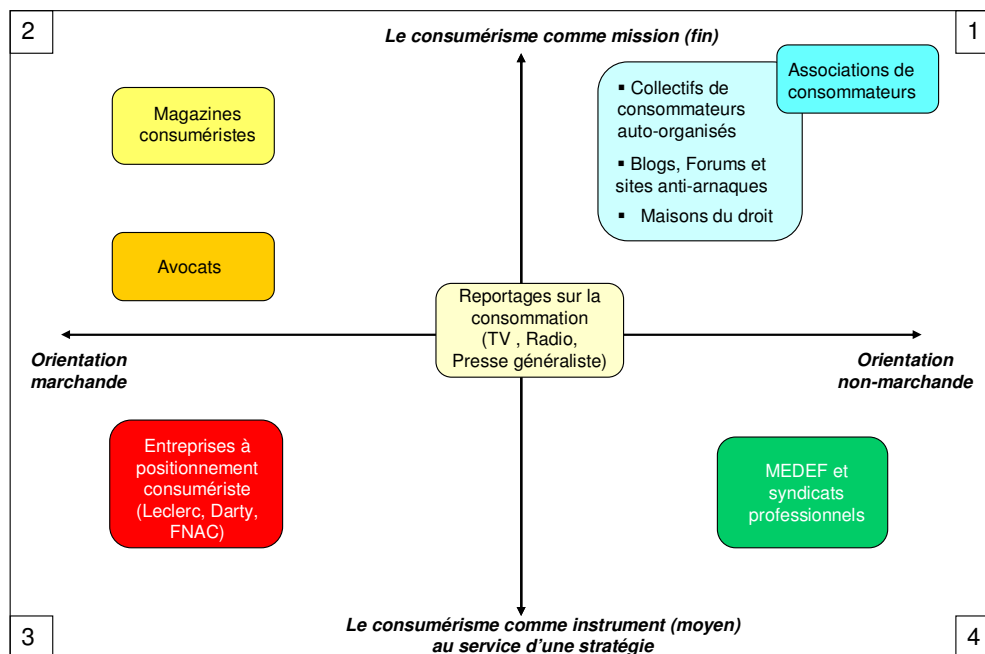 2
Le consumérisme comme mission (fin)
1
Associations de
consommateurs
▪ Collectifs de
consommateurs
auto-organisés
▪ Blogs, Forums et
sites anti-arnaques
▪ Maisons du droit
Magazines
consuméristes
Avocats
Reportages sur la
consommation
(TV , Radio,
Presse généraliste)
Orientation
marchande
Orientation
non-marchande
Entreprises à
positionnement
consumériste
(Leclerc, Darty,
FNAC)
MEDEF et
syndicats
professionnels
3
Le consumérisme comme instrument (moyen)
au service d’une stratégie
4